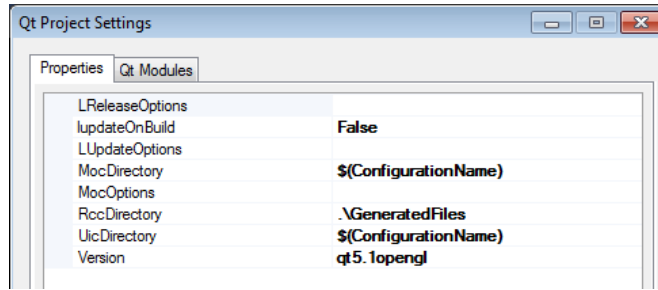 Qt Project Settings
Properties Qt Modules
LReleaseOptions
lupdateOnBuild False
LUpdateOptions
MocDirectory $(ConfigurationName)
MocOptions
RccDirectory .\GeneratedFiles
UicDirectory $(ConfigurationName)
Version qt5.1opengl